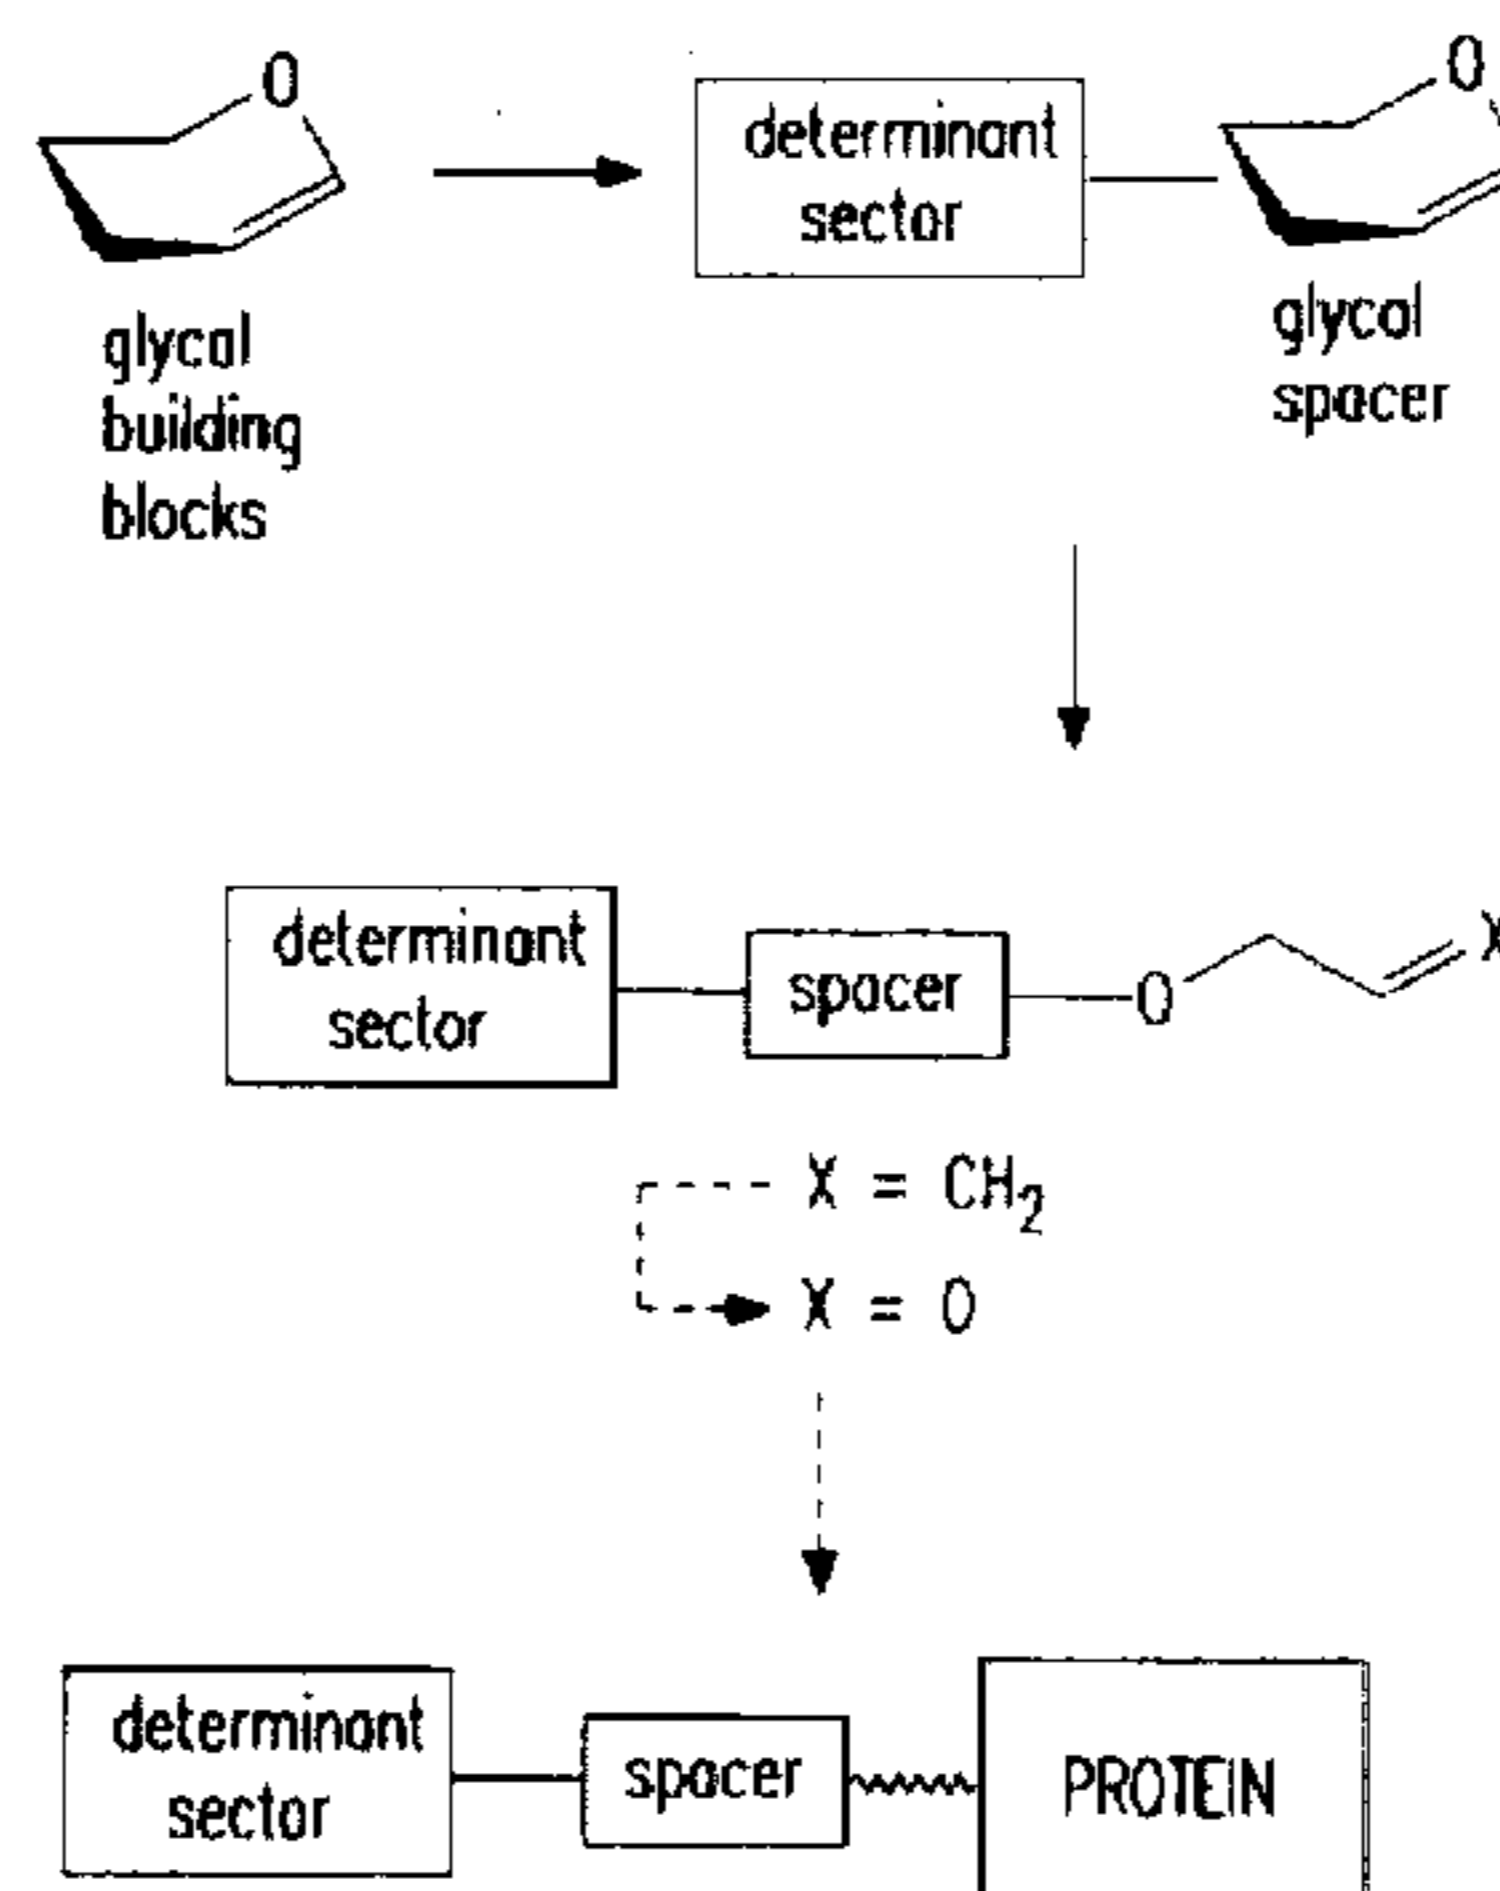 O
determinant
sector
O
glycal
building
blocks
glycal
spacer
determinant
sector
spacer
O
X
X = CH2
X = O
determinant
sector
spacer
PROTEIN